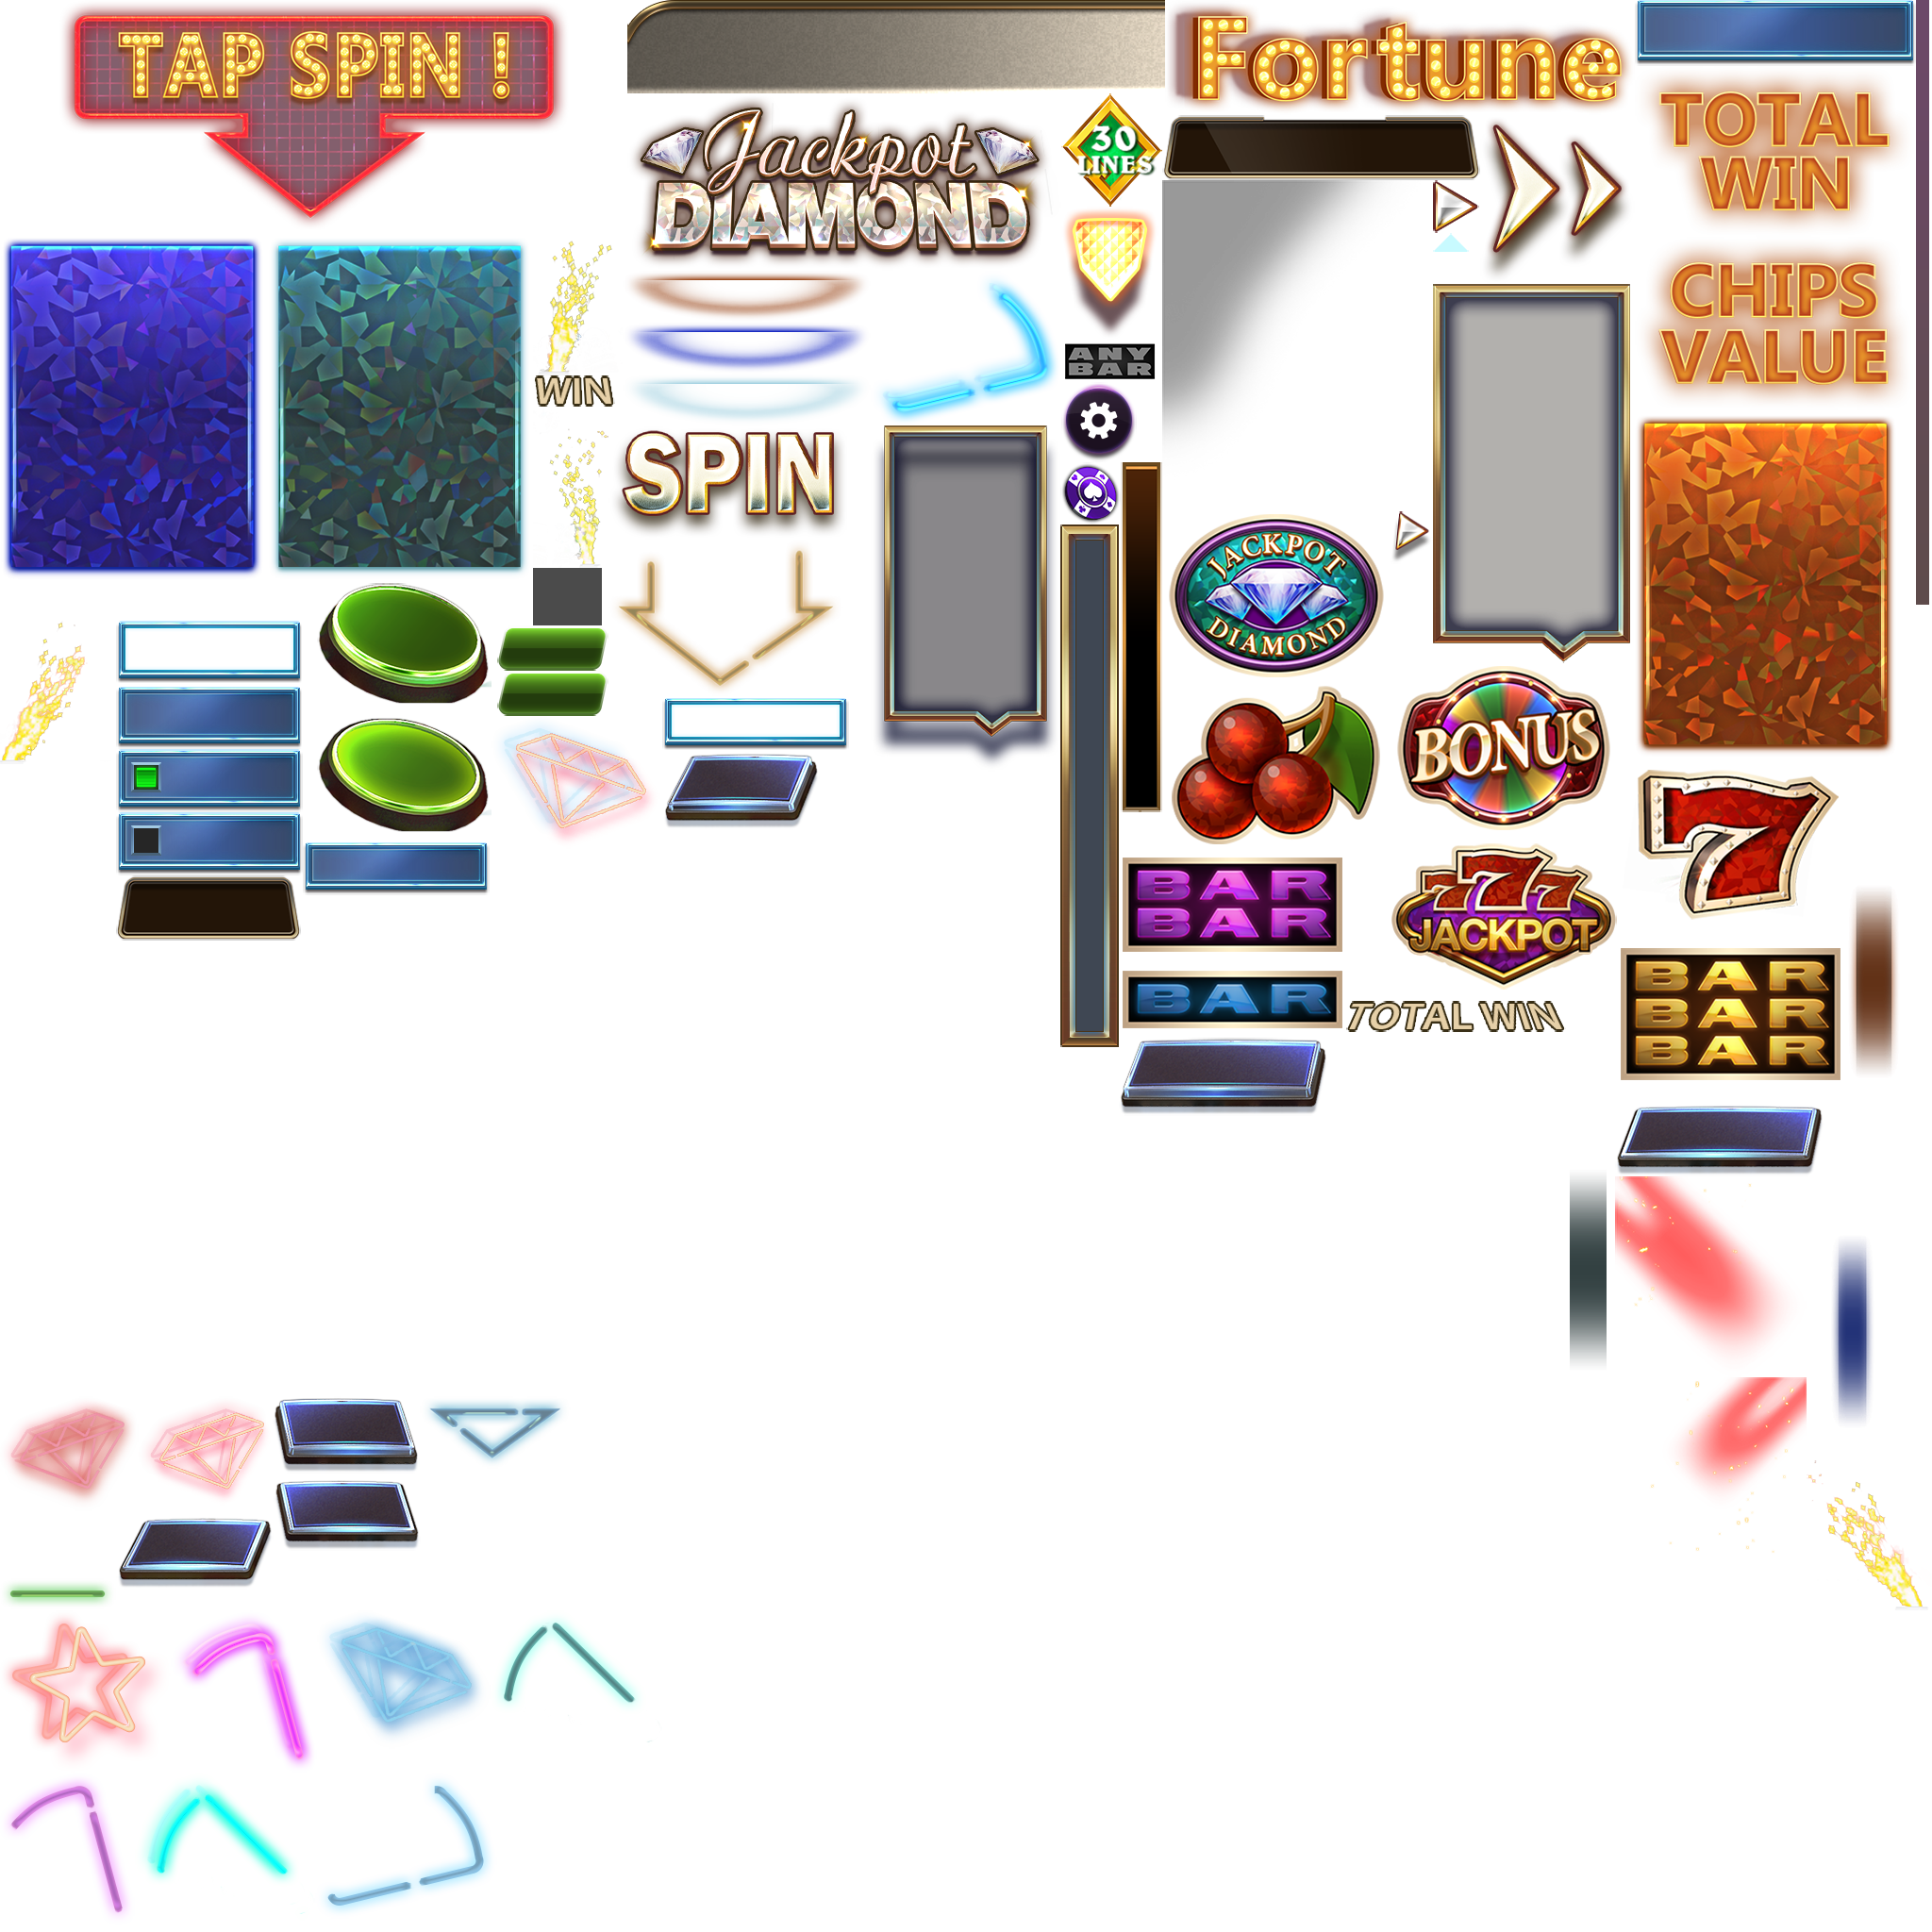 TAP SPIN !
Jackpot
DIAMOND
30
LINES
Fortune
TOTAL
WIN
CHIPS
VALUE
ANY
BAR
WIN
SPIN
JACKPOT
DIAMOND
BONUS
7
BAR
BAR
777
JACKPOT
BAR
TOTAL WIN
BAR
BAR
BAR